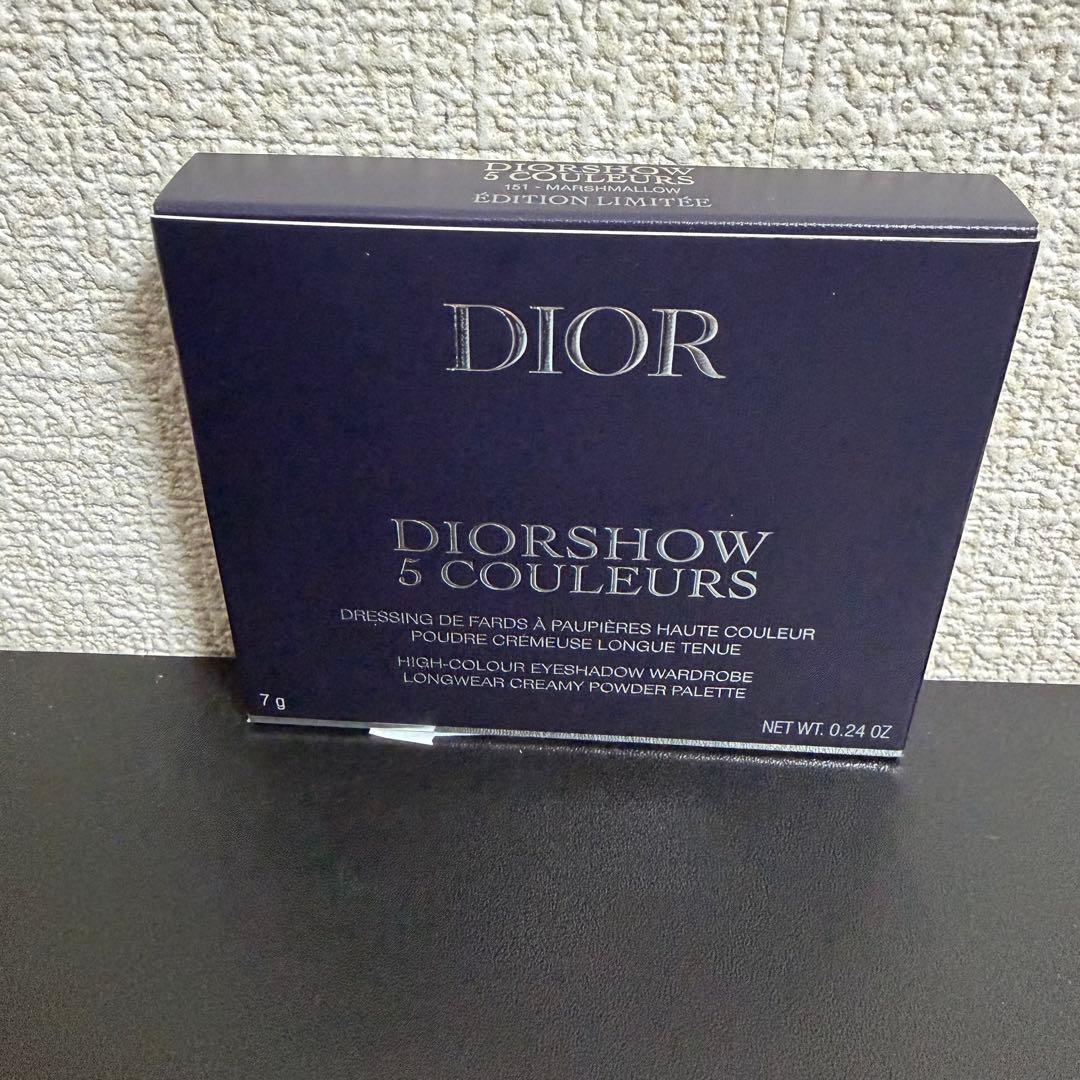 DIORSHOW
5 COULEURS
151 - MARSHMALLOW
ÉDITION LIMITÉE
DIOR
DIORSHOW
5 COULEURS
DRESSING DE FARDS À PAUPIÈRES HAUTE COULEUR
POUDRE CRÉMEUSE LONGUE TENUE
HIGH-COLOUR EYESHADOW WARDROBE
LONGWEAR CREAMY POWDER PALETTE
7 g
NET WT. 0.24 OZ